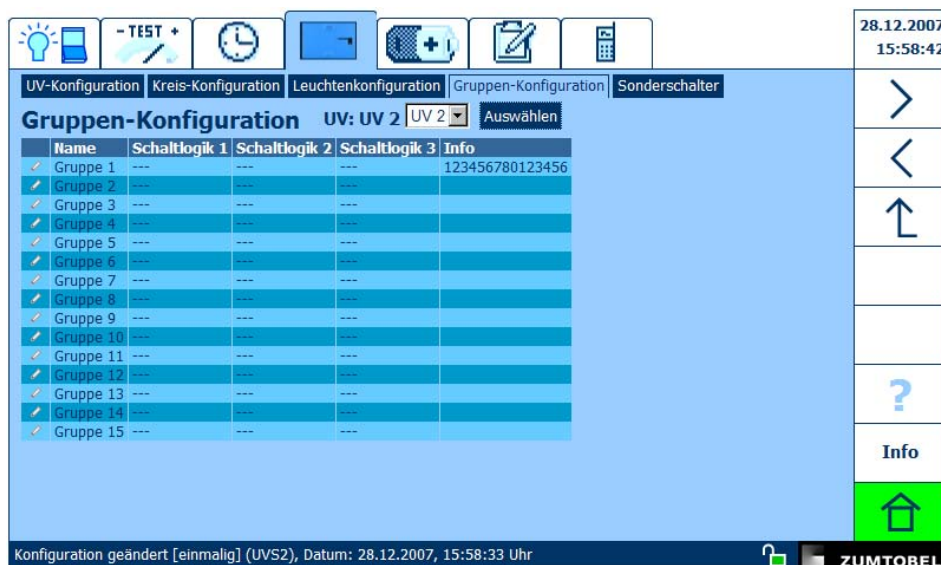 - TEST +
28.12.2007
15:58:42
UV-Konfiguration Kreis-Konfiguration Leuchtenkonfiguration Gruppen-Konfiguration Sonderschalter
Gruppen-Konfiguration UV: UV 2 UV 2 Auswählen
Name Schaltlogik 1 Schaltlogik 2 Schaltlogik 3 Info
Gruppe 1 --- --- --- 123456780123456
Gruppe 2 --- --- ---
Gruppe 3 --- --- ---
Gruppe 4 --- --- ---
Gruppe 5 --- --- ---
Gruppe 6 --- --- ---
Gruppe 7 --- --- ---
Gruppe 8 --- --- ---
Gruppe 9 --- --- ---
Gruppe 10 --- --- ---
Gruppe 11 --- --- ---
Gruppe 12 --- --- ---
Gruppe 13 --- --- ---
Gruppe 14 --- --- ---
Gruppe 15 --- --- ---
?
Info
Konfiguration geändert [einmalig] (UVS2), Datum: 28.12.2007, 15:58:33 Uhr
ZUMTOBEL